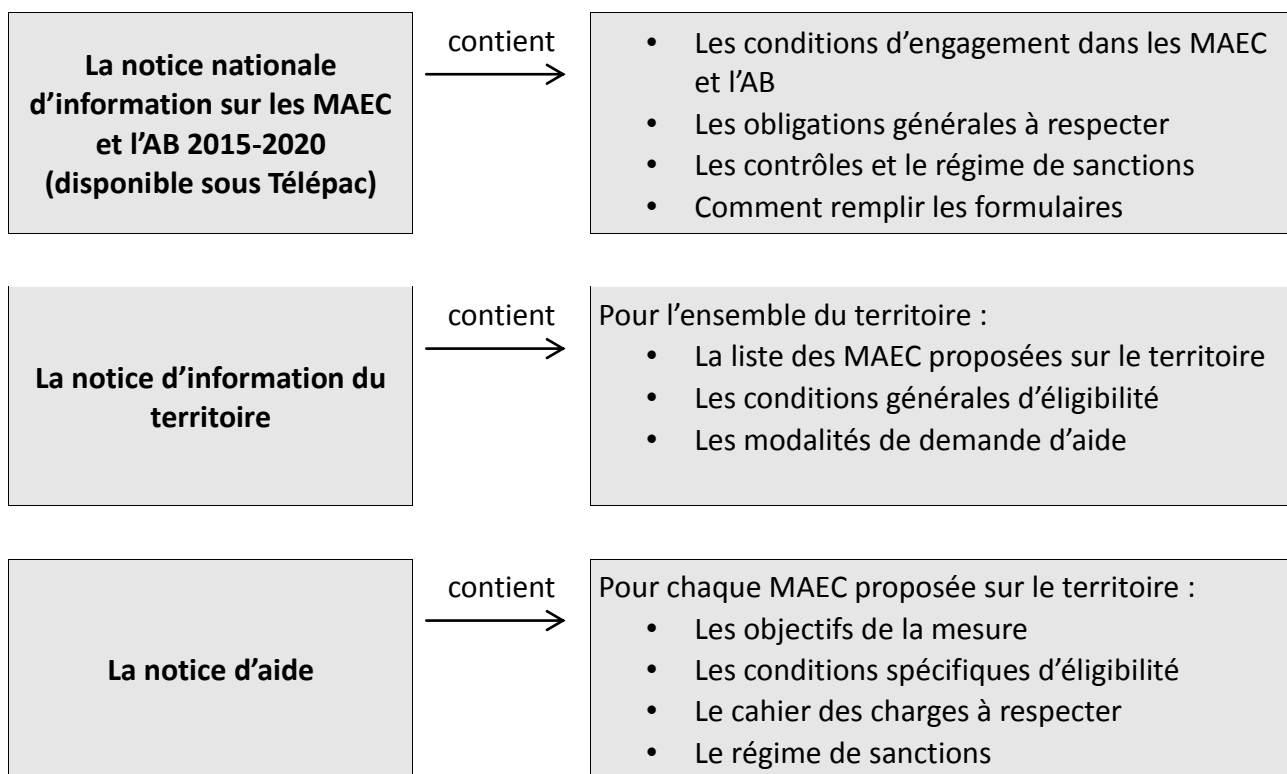 La notice nationale
d’information sur les MAEC
et l’AB 2015-2020
(disponible sous Télépac)
contient
• Les conditions d’engagement dans les MAEC
et l’AB
• Les obligations générales à respecter
• Les contrôles et le régime de sanctions
• Comment remplir les formulaires
La notice d’information du
territoire
contient
Pour l’ensemble du territoire :
• La liste des MAEC proposées sur le territoire
• Les conditions générales d’éligibilité
• Les modalités de demande d’aide
La notice d’aide
contient
Pour chaque MAEC proposée sur le territoire :
• Les objectifs de la mesure
• Les conditions spécifiques d’éligibilité
• Le cahier des charges à respecter
• Le régime de sanctions